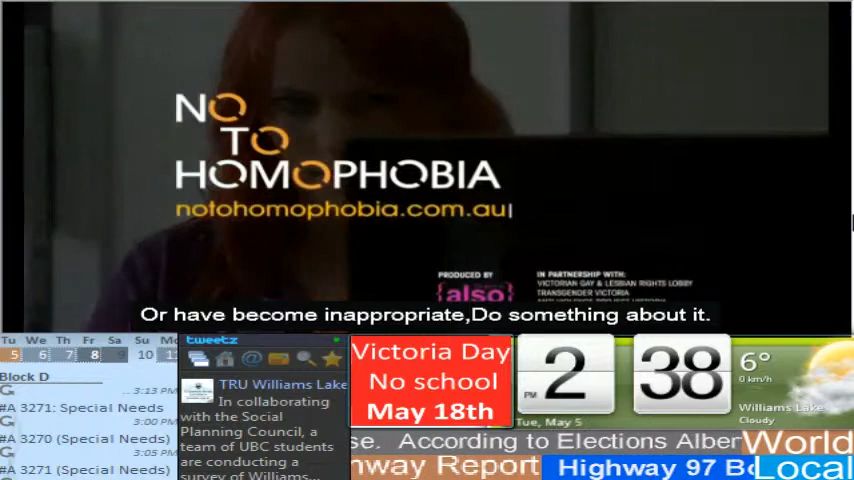 NO
TO
HOMOPHOBIA
notohomophobia.com.au
PRODUCED BY
{also}
IN PARTNERSHIP WITH:
VICTORIAN GAY & LESBIAN RIGHTS LOBBY
TRANSGENDER VICTORIA
Or have become inappropriate,Do something about it.
Tu We Th Fr Sa Su Mo
5 6 7 8 9 10 11
Block D
3:13 PM
#A 3271: Special Needs
3:00 PM
#A 3270 (Special Needs)
3:05 PM
#A 3271 (Special Needs)
tweetz
TRU Williams Lake
In collaborating
with the Social
Planning Council, a
team of UBC students
are conducting a
survey of Williams
Victoria Day
No school
May 18th
PM 2 38
Tue, May 5
6°
0 km/h
Williams Lake
Cloudy
se. According to Elections Alber
World
hway Report
Highway 97 Bo
Local